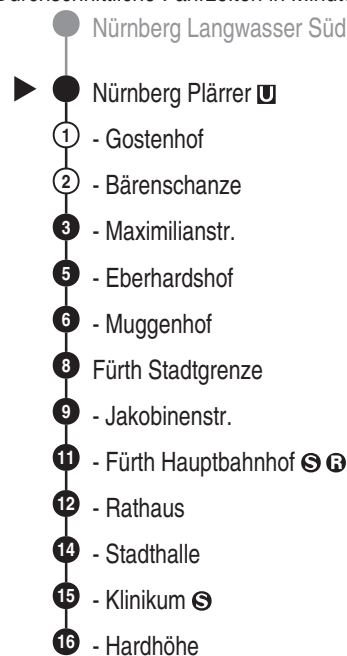 Nürnberg Langwasser Süd
Nürnberg Plärrer U
1 - Gostenhof
2 - Bärenschanze
3 - Maximilianstr.
5 - Eberhardshof
6 - Muggenhof
8 Fürth Stadtgrenze
9 - Jakobinenstr.
11 - Fürth Hauptbahnhof S R
12 - Rathaus
14 - Stadthalle
15 - Klinikum S
16 - Hardhöhe